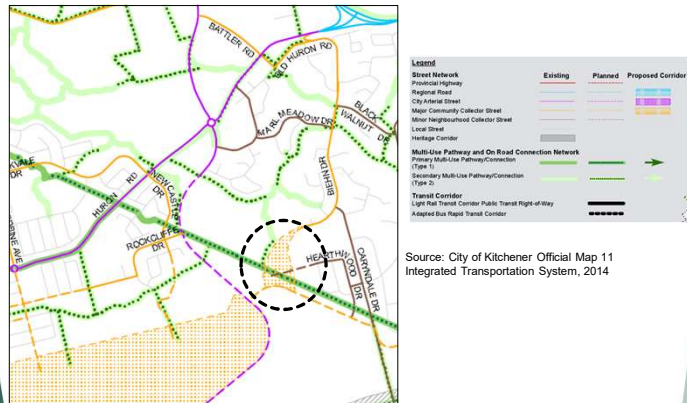 BATTLER RD
OLD HURON RD
BLACK
WALNUT DR
MARL-MEADOW DR
BIEHN DR
DR
NEWCASTLE
DR
HURON RD
ROCKCLIFFE
DR
HEARTHWOOD
DR
CARYNDALE DR
Legend
Street Network Existing Planned Proposed Corridor
Provincial Highway
Regional Road
City Arterial Street
Major Community Collector Street
Minor Neighbourhood Collector Street
Local Street
Heritage Corridor
Multi-Use Pathway and On Road Connection Network
Primary Multi-Use Pathway/Connection
(Type 1)
Secondary Multi-Use Pathway/Connection
(Type 2)
Transit Corridor
Light Rail Transit Corridor Public Transit Right-of-Way
Adapted Bus Rapid Transit Corridor
Source: City of Kitchener Official Map 11
Integrated Transportation System, 2014